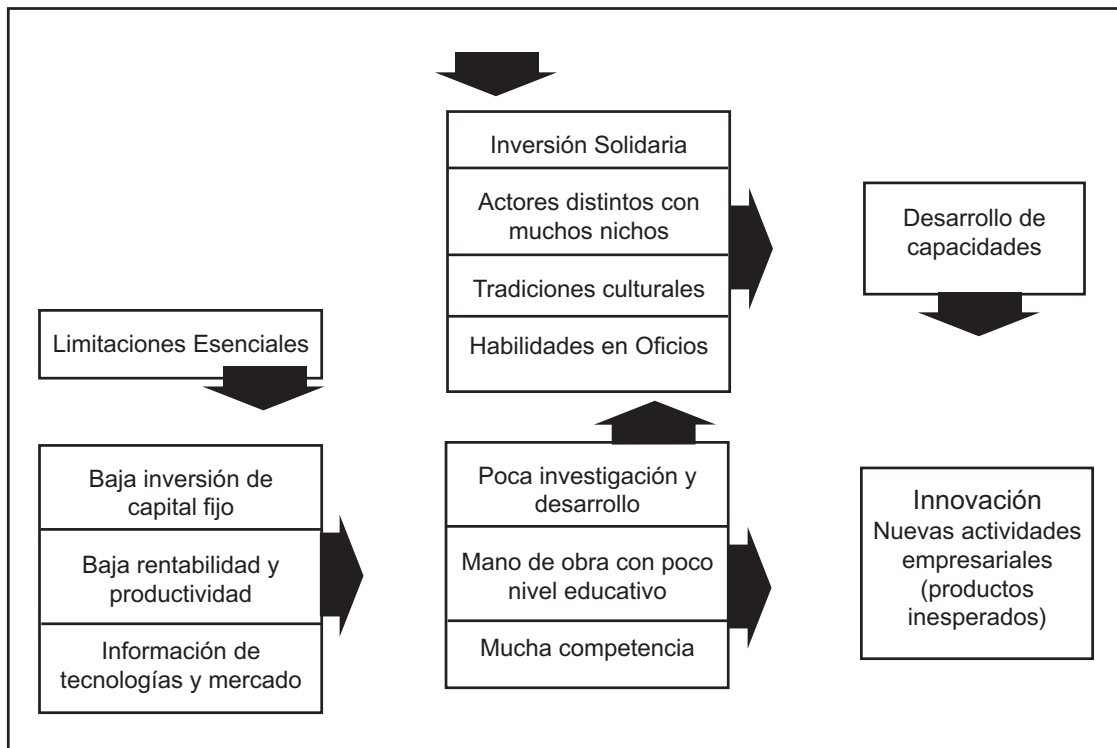 Inversión Solidaria
Actores distintos con
muchos nichos
Tradiciones culturales
Habilidades en Oficios
Desarrollo de
capacidades
Limitaciones Esenciales
Baja inversión de
capital fijo
Baja rentabilidad y
productividad
Información de
tecnologías y mercado
Poca investigación y
desarrollo
Mano de obra con poco
nivel educativo
Mucha competencia
Innovación
Nuevas actividades
empresariales
(productos
inesperados)